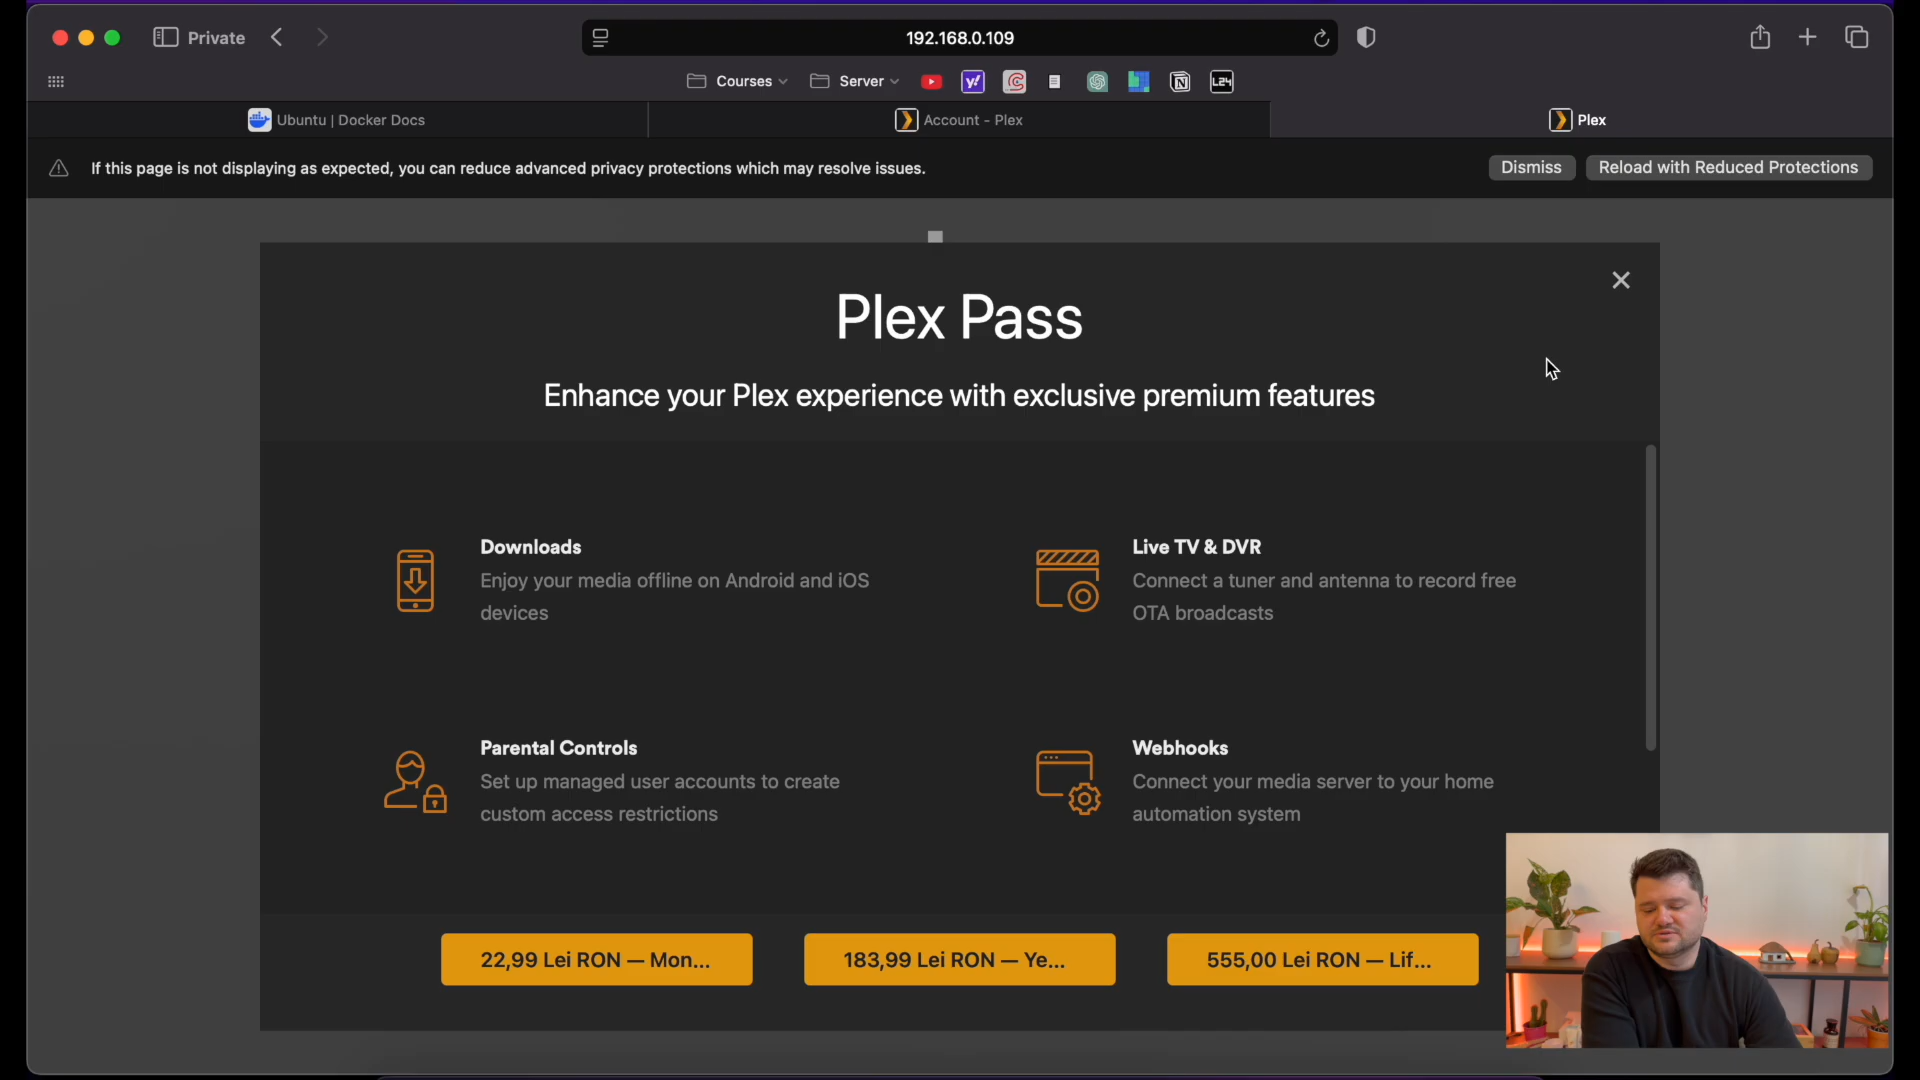 Private
192.168.0.109
Courses
Server
y!
L24
Ubuntu | Docker Docs
Account - Plex
Plex
If this page is not displaying as expected, you can reduce advanced privacy protections which may resolve issues.
Dismiss
Reload with Reduced Protections
Plex Pass
Enhance your Plex experience with exclusive premium features
Downloads
Enjoy your media offline on Android and iOS
devices
Live TV & DVR
Connect a tuner and antenna to record free
OTA broadcasts
Parental Controls
Set up managed user accounts to create
custom access restrictions
Webhooks
Connect your media server to your home
automation system
22,99 Lei RON — Mon...
183,99 Lei RON — Ye...
555,00 Lei RON — Lif...